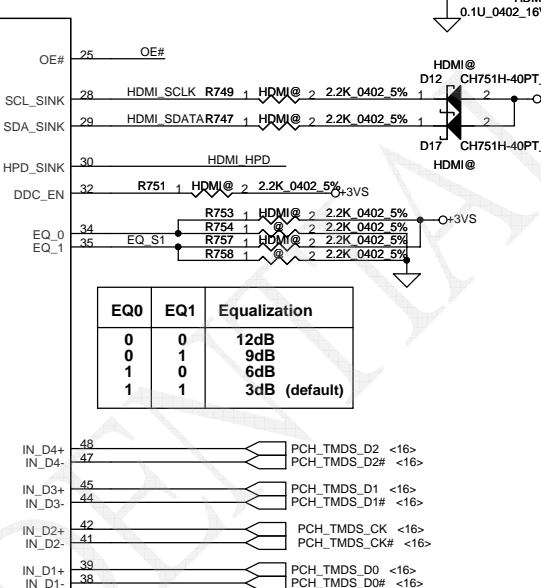 HDMI@
0.1U_0402_16V
OE# 25 OE#
HDMI@
D12 CH751H-40PT_
SCL_SINK 28 HDMI_SCLK R749 1 HDMI@ 2 2.2K_0402_5% 1 2
SDA_SINK 29 HDMI_SDATA R747 1 HDMI@ 2 2.2K_0402_5% 1 2
D17 CH751H-40PT_
HDMI@
HPD_SINK 30 HDMI_HPD
DDC_EN 32 R751 1 HDMI@ 2 2.2K_0402_5% +3VS
R753 1 HDMI@ 2 2.2K_0402_5% +3VS
EQ_0 34 R754 1 @ 2 2.2K_0402_5%
EQ_1 35 EQ_S1 R757 1 HDMI@ 2 2.2K_0402_5%
R758 1 @ 2 2.2K_0402_5%
EQ0 EQ1 Equalization
0 0 12dB
0 1 9dB
1 0 6dB
1 1 3dB (default)
IN_D4+ 48 PCH_TMDS_D2 <16>
IN_D4- 47 PCH_TMDS_D2# <16>
IN_D3+ 45 PCH_TMDS_D1 <16>
IN_D3- 44 PCH_TMDS_D1# <16>
IN_D2+ 42 PCH_TMDS_CK <16>
IN_D2- 41 PCH_TMDS_CK# <16>
IN_D1+ 39 PCH_TMDS_D0 <16>
IN_D1- 38 PCH_TMDS_D0# <16>